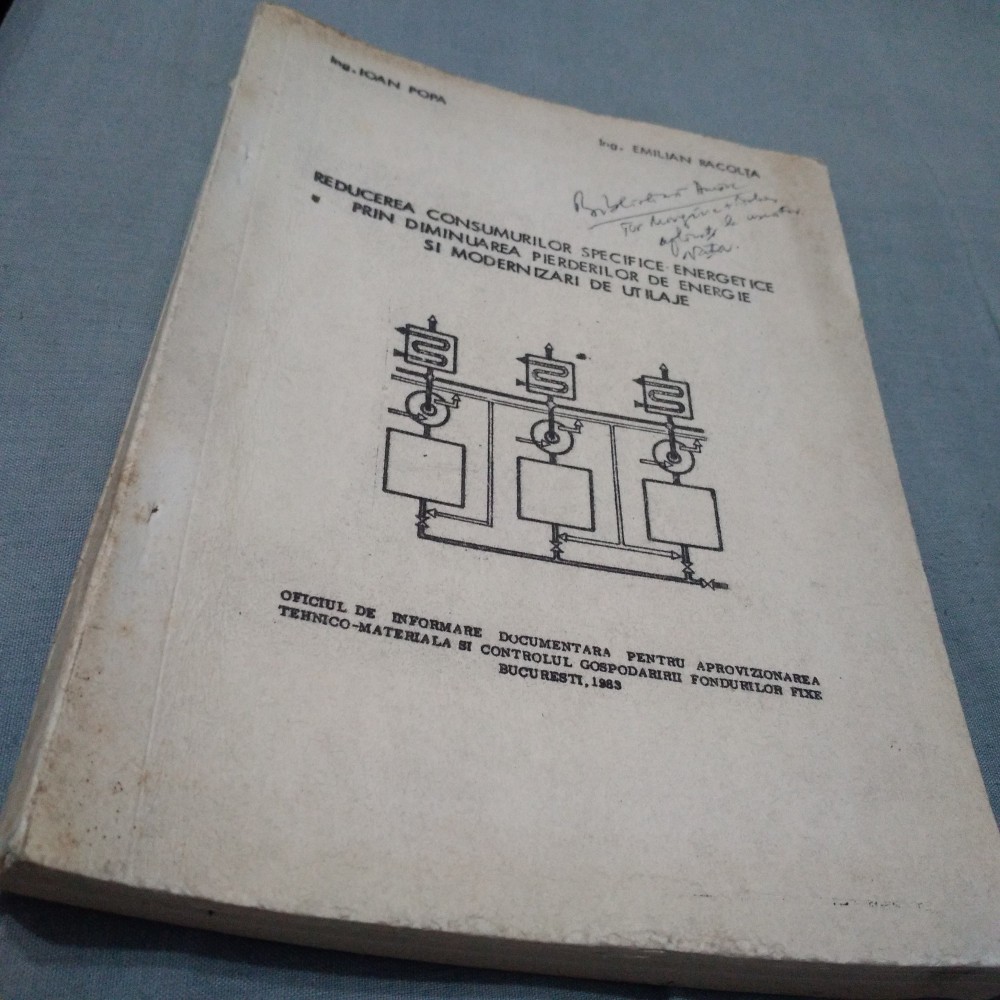 Ing. IOAN POPA
Ing. EMILIAN RACOLTA
REDUCEREA CONSUMURILOR SPECIFICE ENERGETICE
PRIN DIMINUAREA PIERDERILOR DE ENERGIE
SI MODERNIZARI DE UTILAJE
OFICIUL DE INFORMARE DOCUMENTARA PENTRU APROVIZIONAREA
TEHNICO-MATERIALA SI CONTROLUL GOSPODARIRII FONDURILOR FIXE
BUCURESTI, 1983